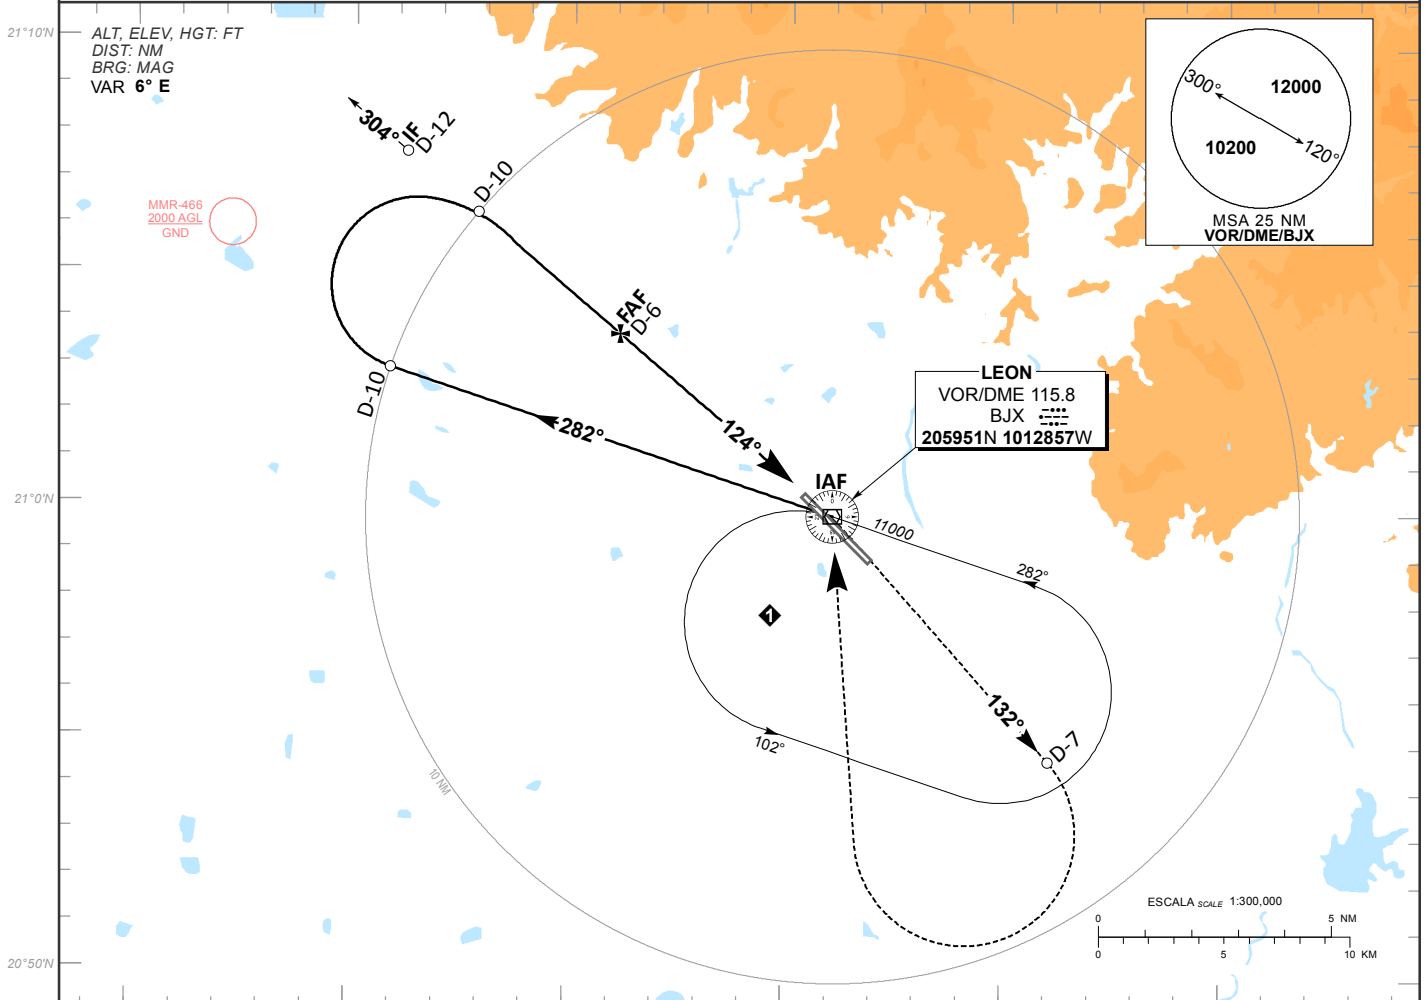 21°10'N
ALT, ELEV, HGT: FT
DIST: NM
BRG: MAG
VAR 6° E
304°
IF
D-12
D-10
MMR-466
2000 AGL
GND
300°
12000
10200
120°
MSA 25 NM
VOR/DME/BJX
FAF
D-6
D-10
282°
124°
LEON
VOR/DME 115.8
BJX
205951N 1012857W
21°0'N
IAF
11000
282°
1
102°
132°
D-7
10 NM
ESCALA SCALE 1:300,000
0 5 NM
0 5 10 KM
20°50'N